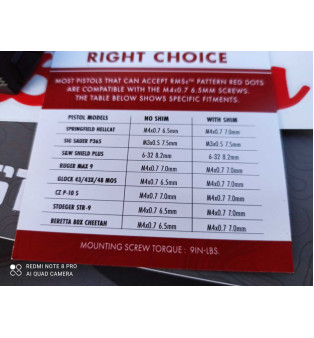 RIGHT CHOICE
MOST PISTOLS THAT CAN ACCEPT RMSc™ PATTERN RED DOTS
ARE COMPATIBLE WITH THE M4x0.7 6.5MM SCREWS.
THE TABLE BELOW SHOWS SPECIFIC FITMENTS.
PISTOL MODELS NO SHIM WITH SHIM
SPRINGFIELD HELLCAT M4x0.7 6.5mm M4x0.7 7.0mm
SIG SAUER P365 M3x0.5 7.5mm M3x0.5 7.5mm
S&W SHIELD PLUS 6-32 8.2mm 6-32 8.2mm
RUGER MAX 9 M4x0.7 7.0mm M4x0.7 7.0mm
GLOCK 43/43X/48 MOS M4x0.7 6.5mm M4x0.7 7.0mm
CZ P-10 S M4x0.7 7.0mm M4x0.7 7.0mm
STOEGER STR-9 M4x0.7 6.5mm M4x0.7 7.0mm
BERETTA 80X CHEETAH M4x0.7 6.5mm M4x0.7 7.0mm
MOUNTING SCREW TORQUE : 9IN-LBS.
REDMI NOTE 8 PRO
AI QUAD CAMERA